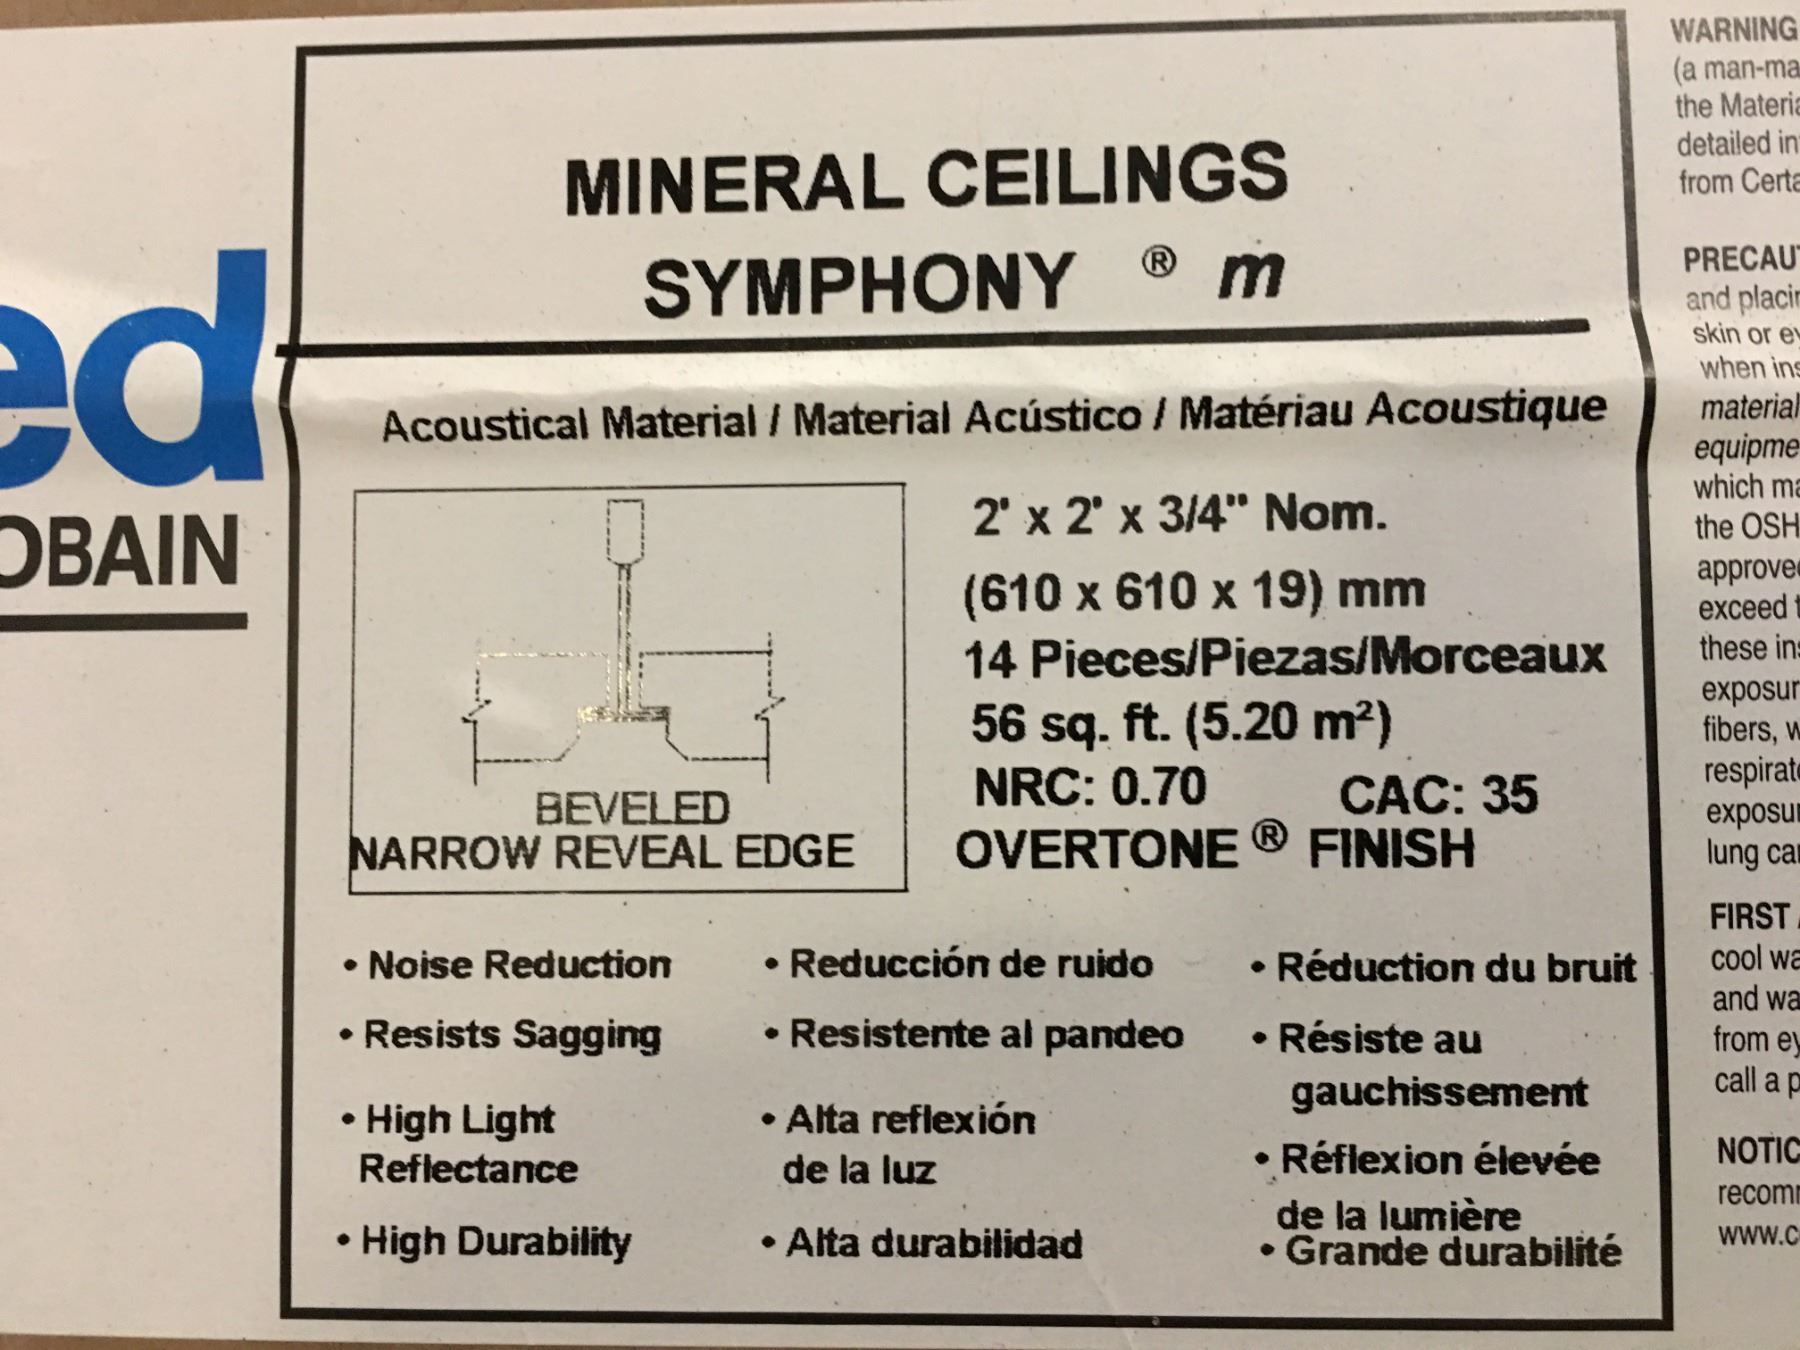 ed
OBAIN
MINERAL CEILINGS
SYMPHONY ® m
Acoustical Material / Material Acústico / Matériau Acoustique
BEVELED
NARROW REVEAL EDGE
2' x 2' x 3/4" Nom.
(610 x 610 x 19) mm
14 Pieces/Piezas/Morceaux
56 sq. ft. (5.20 m²)
NRC: 0.70 CAC: 35
OVERTONE ® FINISH
• Noise Reduction
• Resists Sagging
• High Light
Reflectance
• High Durability
• Reducción de ruido
• Resistente al pandeo
• Alta reflexión
de la luz
• Alta durabilidad
• Réduction du bruit
• Résiste au
gauchissement
• Réflexion élevée
de la lumière
• Grande durabilité
WARNING
(a man-ma
the Materia
detailed in
from Certa
PRECAU
and placin
skin or ey
when ins
material
equipme
which ma
the OSH
approved
exceed t
these ins
exposur
fibers, w
respirato
exposur
lung can
FIRST
cool wa
and wa
from ey
call a p
NOTIC
recomm
www.c